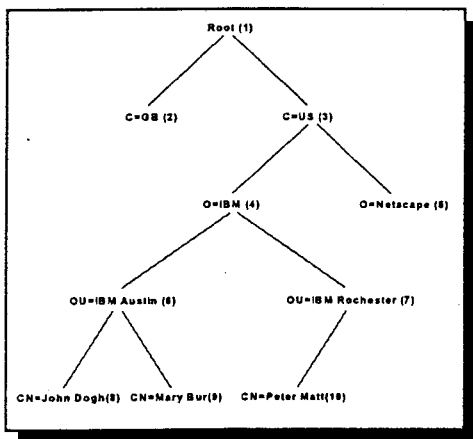 Root (1)
C=GB (2)
C=US (3)
O=IBM (4)
O=Netscape (5)
OU=IBM Austin (6)
OU=IBM Rochester (7)
CN=John Dogh(8)
CN=Mary Bur(9)
CN=Peter Matt(10)